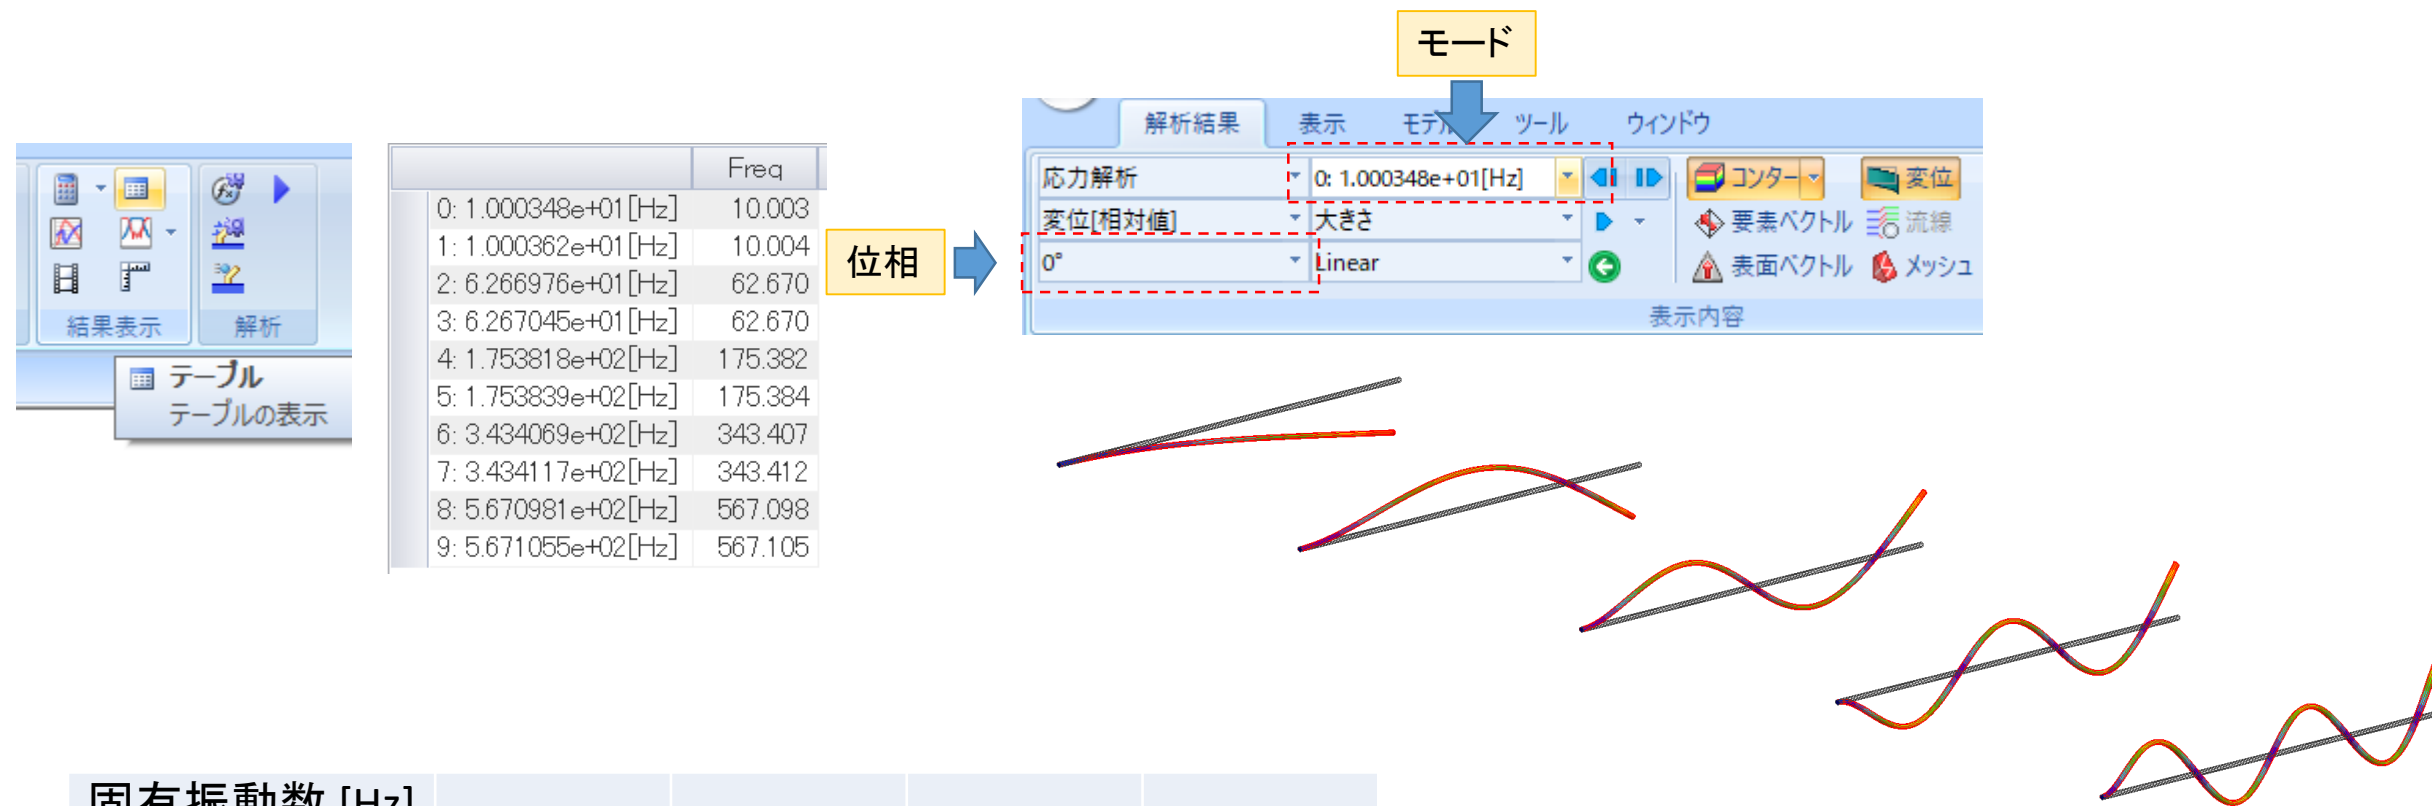 モード
解析結果 表示 モデル ツール ウィンドウ
応力解析 0: 1.000348e+01[Hz] コンター 変位
変位[相対値] 大きさ 要素ベクトル 流線
0° Linear 表面ベクトル メッシュ
表示内容
位相
結果表示 解析
テーブル
テーブルの表示
Freq
0: 1.000348e+01[Hz] 10.003
1: 1.000362e+01[Hz] 10.004
2: 6.266976e+01[Hz] 62.670
3: 6.267045e+01[Hz] 62.670
4: 1.753818e+02[Hz] 175.382
5: 1.753839e+02[Hz] 175.384
6: 3.434069e+02[Hz] 343.407
7: 3.434117e+02[Hz] 343.412
8: 5.670981e+02[Hz] 567.098
9: 5.671055e+02[Hz] 567.105
固有振動数 [Hz]